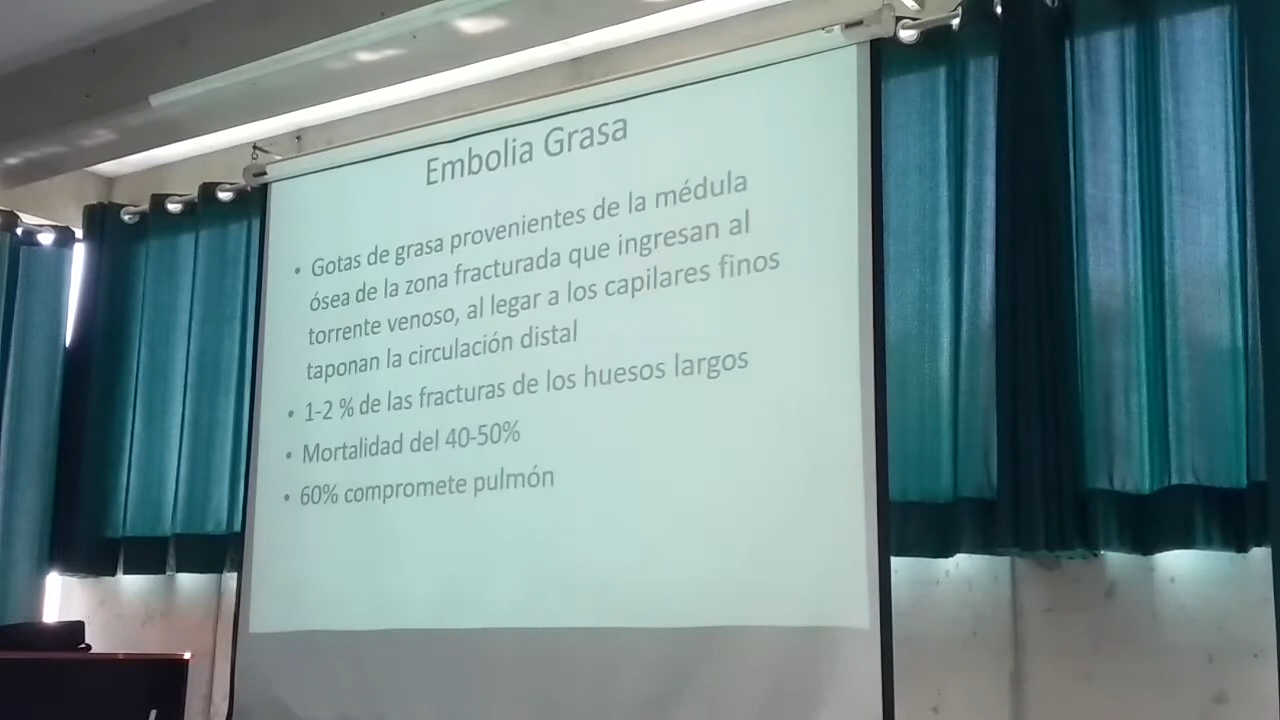 Embolia Grasa
• Gotas de grasa provenientes de la médula
ósea de la zona fracturada que ingresan al
torrente venoso, al legar a los capilares finos
taponan la circulación distal
• 1-2 % de las fracturas de los huesos largos
• Mortalidad del 40-50%
• 60% compromete pulmón